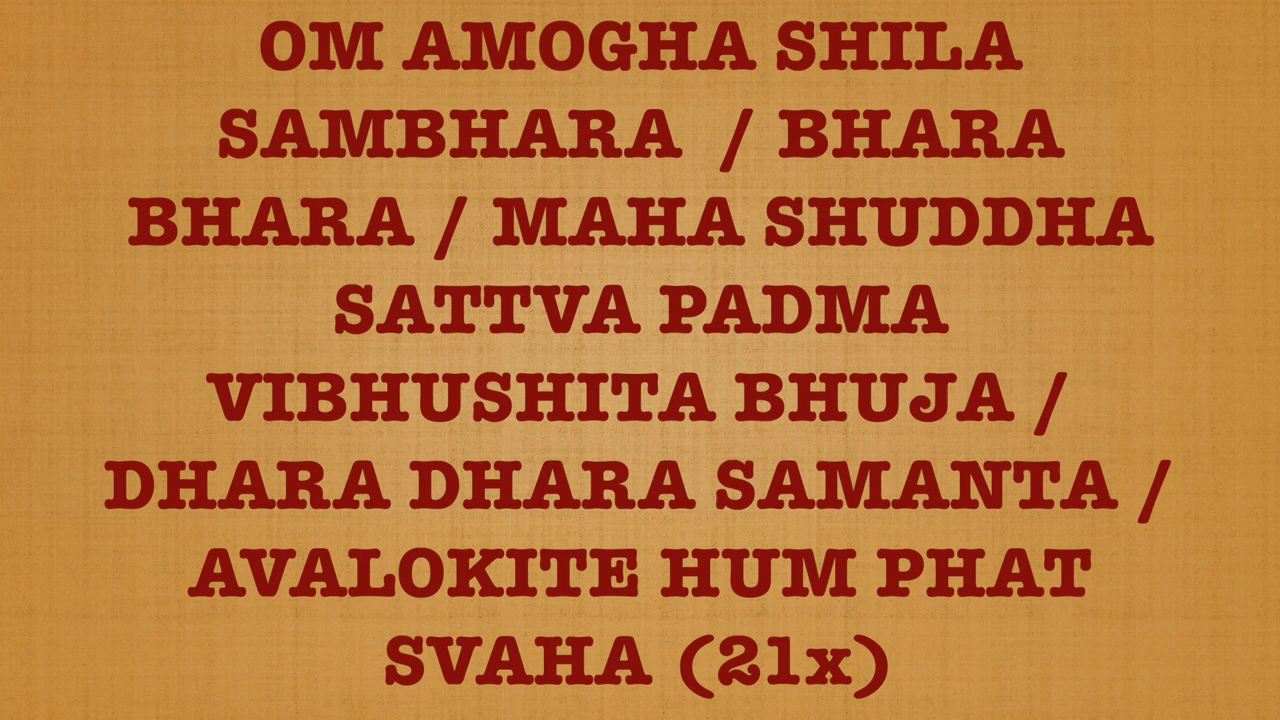 OM AMOGHA SHILA
SAMBHARA / BHARA
BHARA / MAHA SHUDDHA
SATTVA PADMA
VIBHUSHITA BHUJA /
DHARA DHARA SAMANTA /
AVALOKITE HUM PHAT
SVAHA (21x)